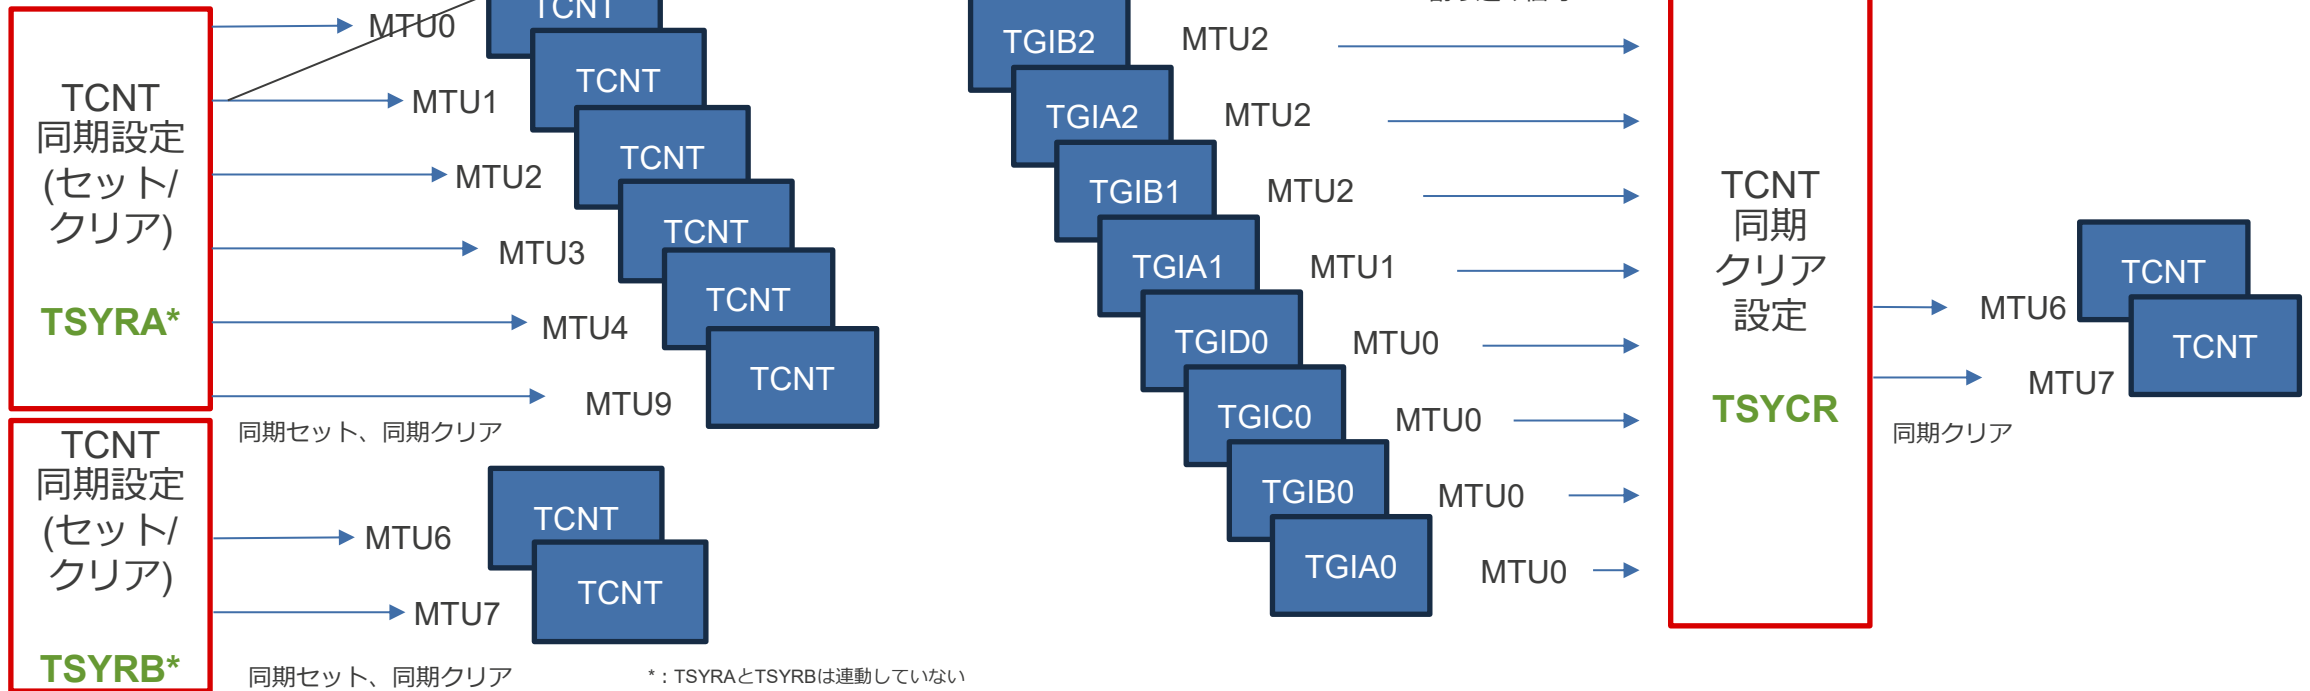 TCNT
同期設定
(セット/
クリア)
TSYRA*
MTU0
MTU1
MTU2
MTU3
MTU4
MTU9
TCNT
TCNT
TCNT
TCNT
TCNT
TCNT
同期セット、同期クリア
TCNT
同期設定
(セット/
クリア)
TSYRB*
MTU6
MTU7
TCNT
TCNT
同期セット、同期クリア
*：TSYRAとTSYRBは連動していない
TGIB2
MTU2
TGIA2
MTU2
TGIB1
MTU2
TGIA1
MTU1
TGID0
MTU0
TGIC0
MTU0
TGIB0
MTU0
TGIA0
MTU0
TCNT
同期
クリア
設定
TSYCR
MTU6
MTU7
TCNT
TCNT
同期クリア